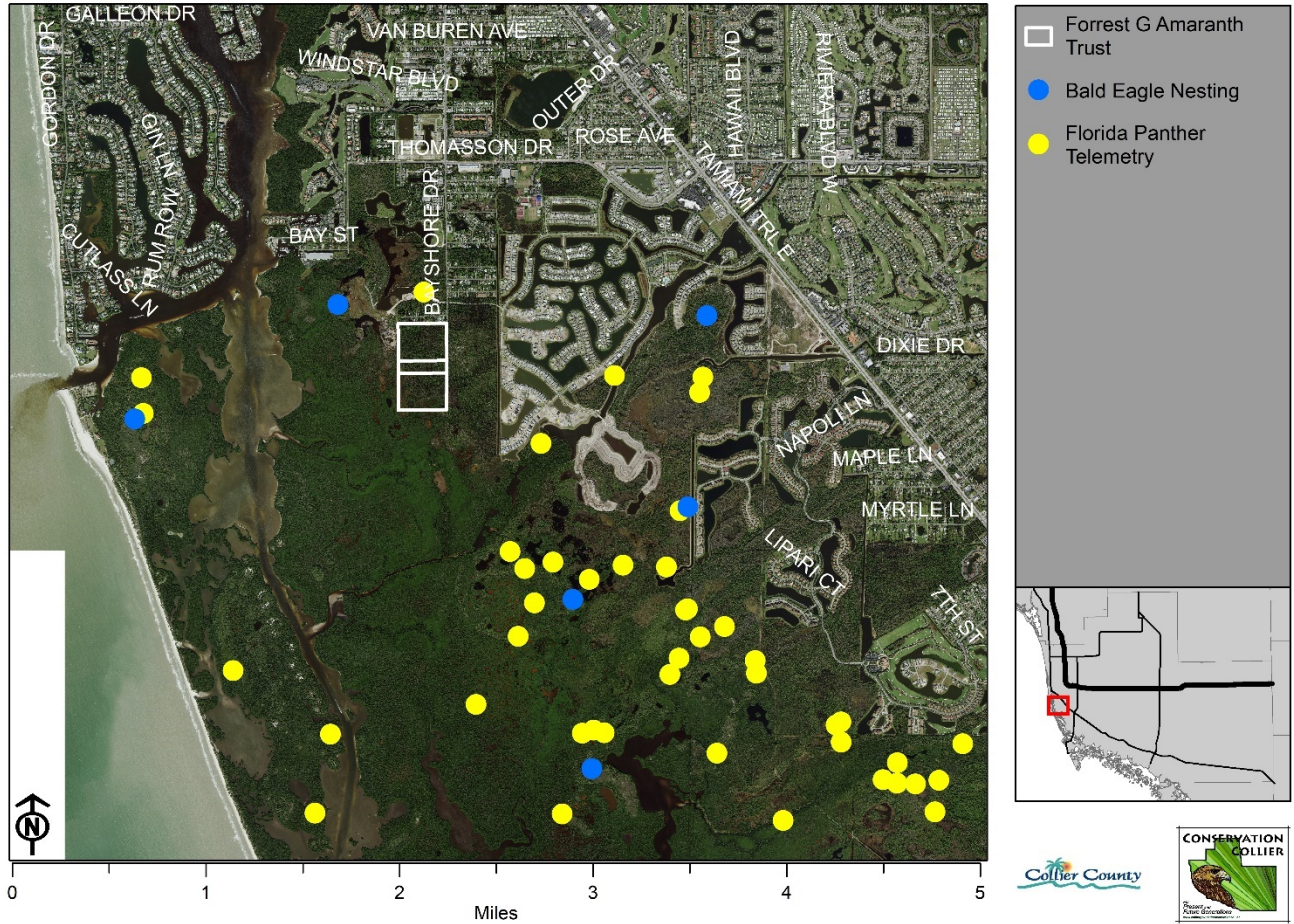 GALLEON DR
GORDON DR
VAN BUREN AVE
WINDSTAR BLVD
OUTER DR
HAWAII BLVD
RIVIERA BLVD W
GIN LN
RUM ROW
CUTLASS LN
THOMASSON DR
ROSE AVE
TAMIAMI TRL E
BAY ST
BAYSHORE DR
DIXIE DR
NAPOLI LN
MAPLE LN
MYRTLE LN
LIPARI CT
7TH ST
N
0 1 2 3 4 5
Miles
Forrest G Amaranth
Trust
Bald Eagle Nesting
Florida Panther
Telemetry
Collier County
CONSERVATION
COLLIER